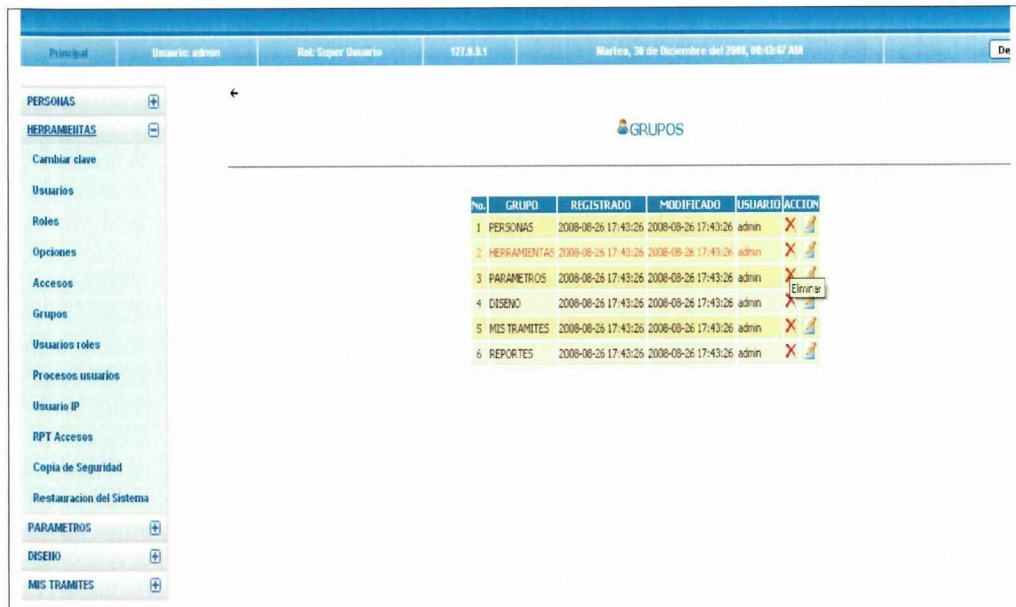 Principal Usuario: admin Rol: Super Usuario 127.0.0.1 Martes, 30 de Diciembre del 2008, De
PERSONAS
HERRAMIENTAS
Cambiar clave
Usuarios
Roles
Opciones
Accesos
Grupos
Usuarios roles
Procesos usuarios
Usuario IP
RPT Accesos
Copia de Seguridad
Restauracion del Sistema
PARAMETROS
DISENO
MIS TRAMITES
GRUPOS
No. GRUPO REGISTRADO MODIFICADO USUARIO ACCION
1 PERSONAS 2008-08-26 17:43:26 2008-08-26 17:43:26 admin
2 HERRAMIENTAS 2008-08-26 17:43:26 2008-08-26 17:43:26 admin
3 PARAMETROS 2008-08-26 17:43:26 2008-08-26 17:43:26 admin
Eliminar
4 DISENO 2008-08-26 17:43:26 2008-08-26 17:43:26 admin
5 MIS TRAMITES 2008-08-26 17:43:26 2008-08-26 17:43:26 admin
6 REPORTES 2008-08-26 17:43:26 2008-08-26 17:43:26 admin